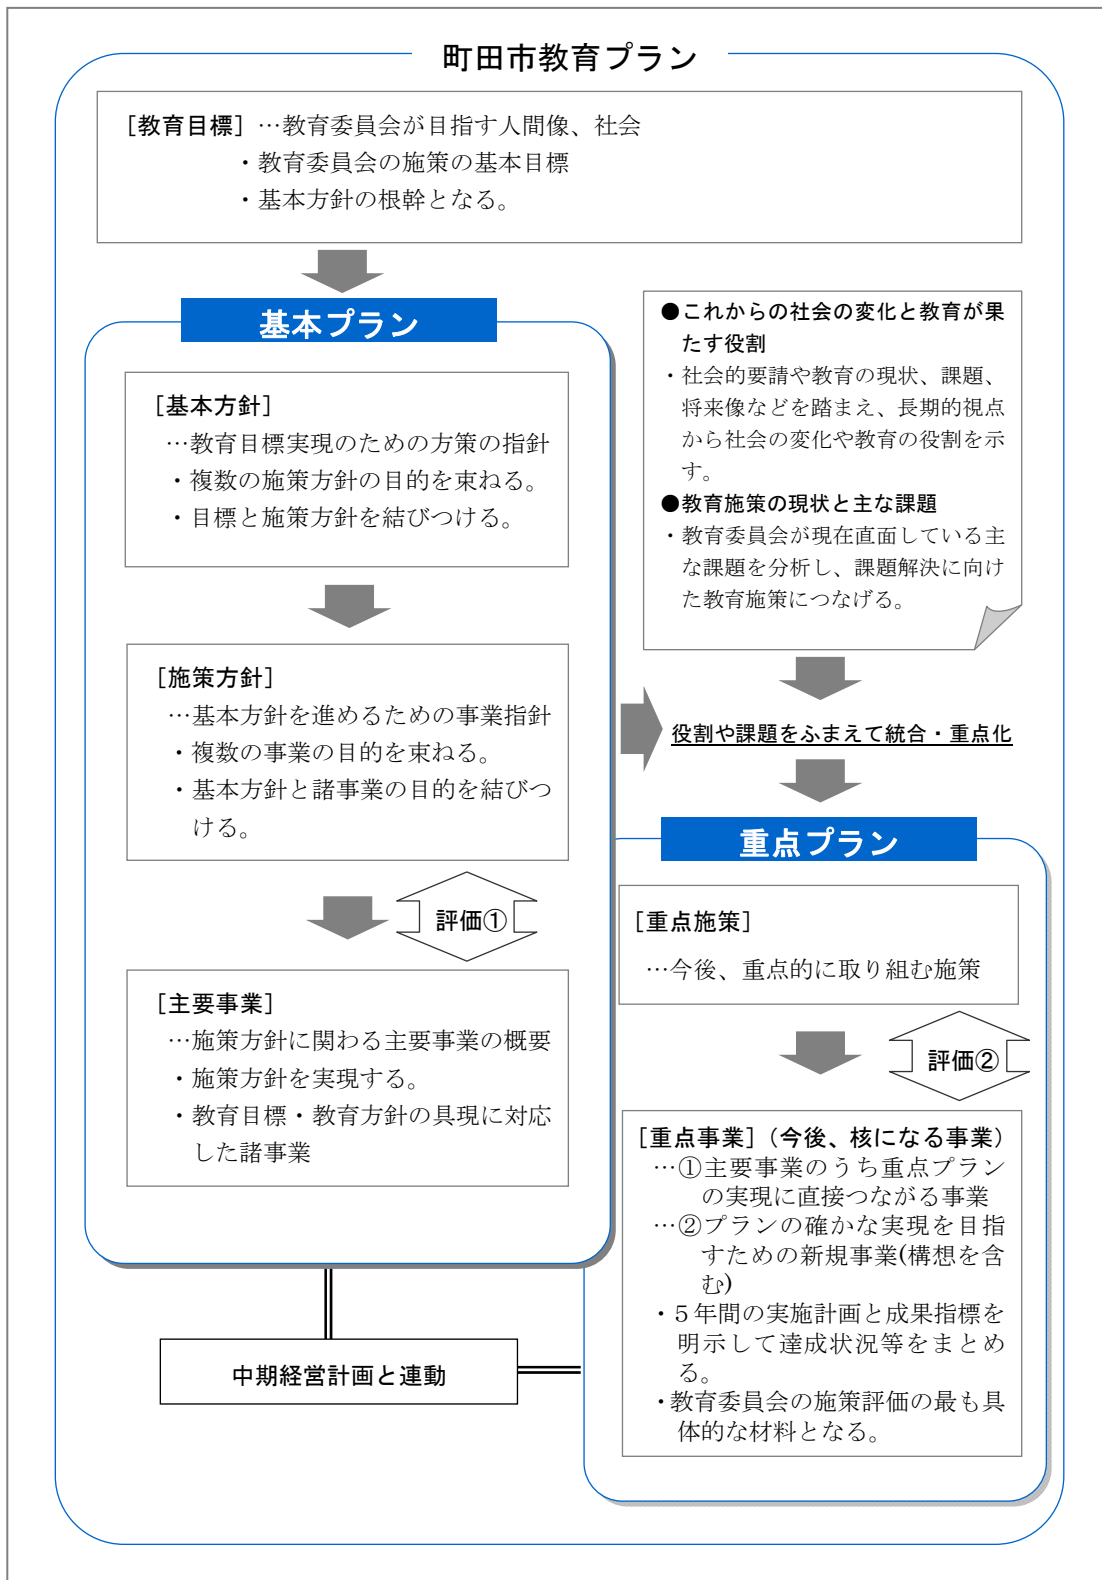 町田市教育プラン
［教育目標］…教育委員会が目指す人間像、社会
・教育委員会の施策の基本目標
・基本方針の根幹となる。
基本プラン
［基本方針］
…教育目標実現のための方策の指針
・複数の施策方針の目的を束ねる。
・目標と施策方針を結びつける。
［施策方針］
…基本方針を進めるための事業指針
・複数の事業の目的を束ねる。
・基本方針と諸事業の目的を結びつ
ける。
評価①
［主要事業］
…施策方針に関わる主要事業の概要
・施策方針を実現する。
・教育目標・教育方針の具現に対応
した諸事業
中期経営計画と連動
●これからの社会の変化と教育が果
たす役割
・社会的要請や教育の現状、課題、
将来像などを踏まえ、長期的視点
から社会の変化や教育の役割を示
す。
●教育施策の現状と主な課題
・教育委員会が現在直面している主
な課題を分析し、課題解決に向け
た教育施策につなげる。
役割や課題をふまえて統合・重点化
重点プラン
［重点施策］
…今後、重点的に取り組む施策
評価②
［重点事業］（今後、核になる事業）
…①主要事業のうち重点プラン
の実現に直接つながる事業
…②プランの確かな実現を目指
すための新規事業(構想を含
む)
・５年間の実施計画と成果指標を
明示して達成状況等をまとめ
る。
・教育委員会の施策評価の最も具
体的な材料となる。